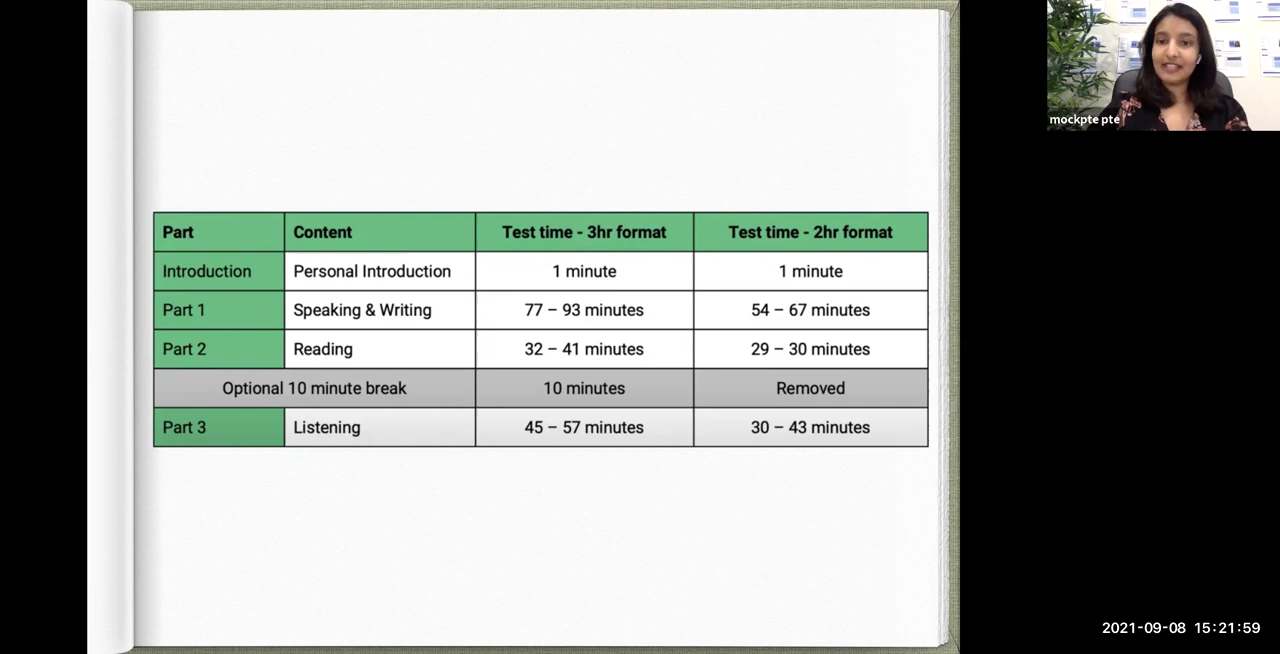 Part Content Test time - 3hr format Test time - 2hr format
Introduction Personal Introduction 1 minute 1 minute
Part 1 Speaking & Writing 77 – 93 minutes 54 – 67 minutes
Part 2 Reading 32 – 41 minutes 29 – 30 minutes
Optional 10 minute break 10 minutes Removed
Part 3 Listening 45 – 57 minutes 30 – 43 minutes
mockpte pte
2021-09-08 15:21:59